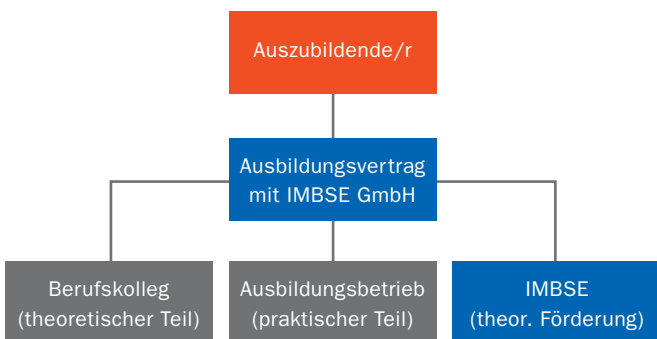 Auszubildende/r
Ausbildungsvertrag
mit IMBSE GmbH
Berufskolleg
(theoretischer Teil)
Ausbildungsbetrieb
(praktischer Teil)
IMBSE
(theor. Förderung)